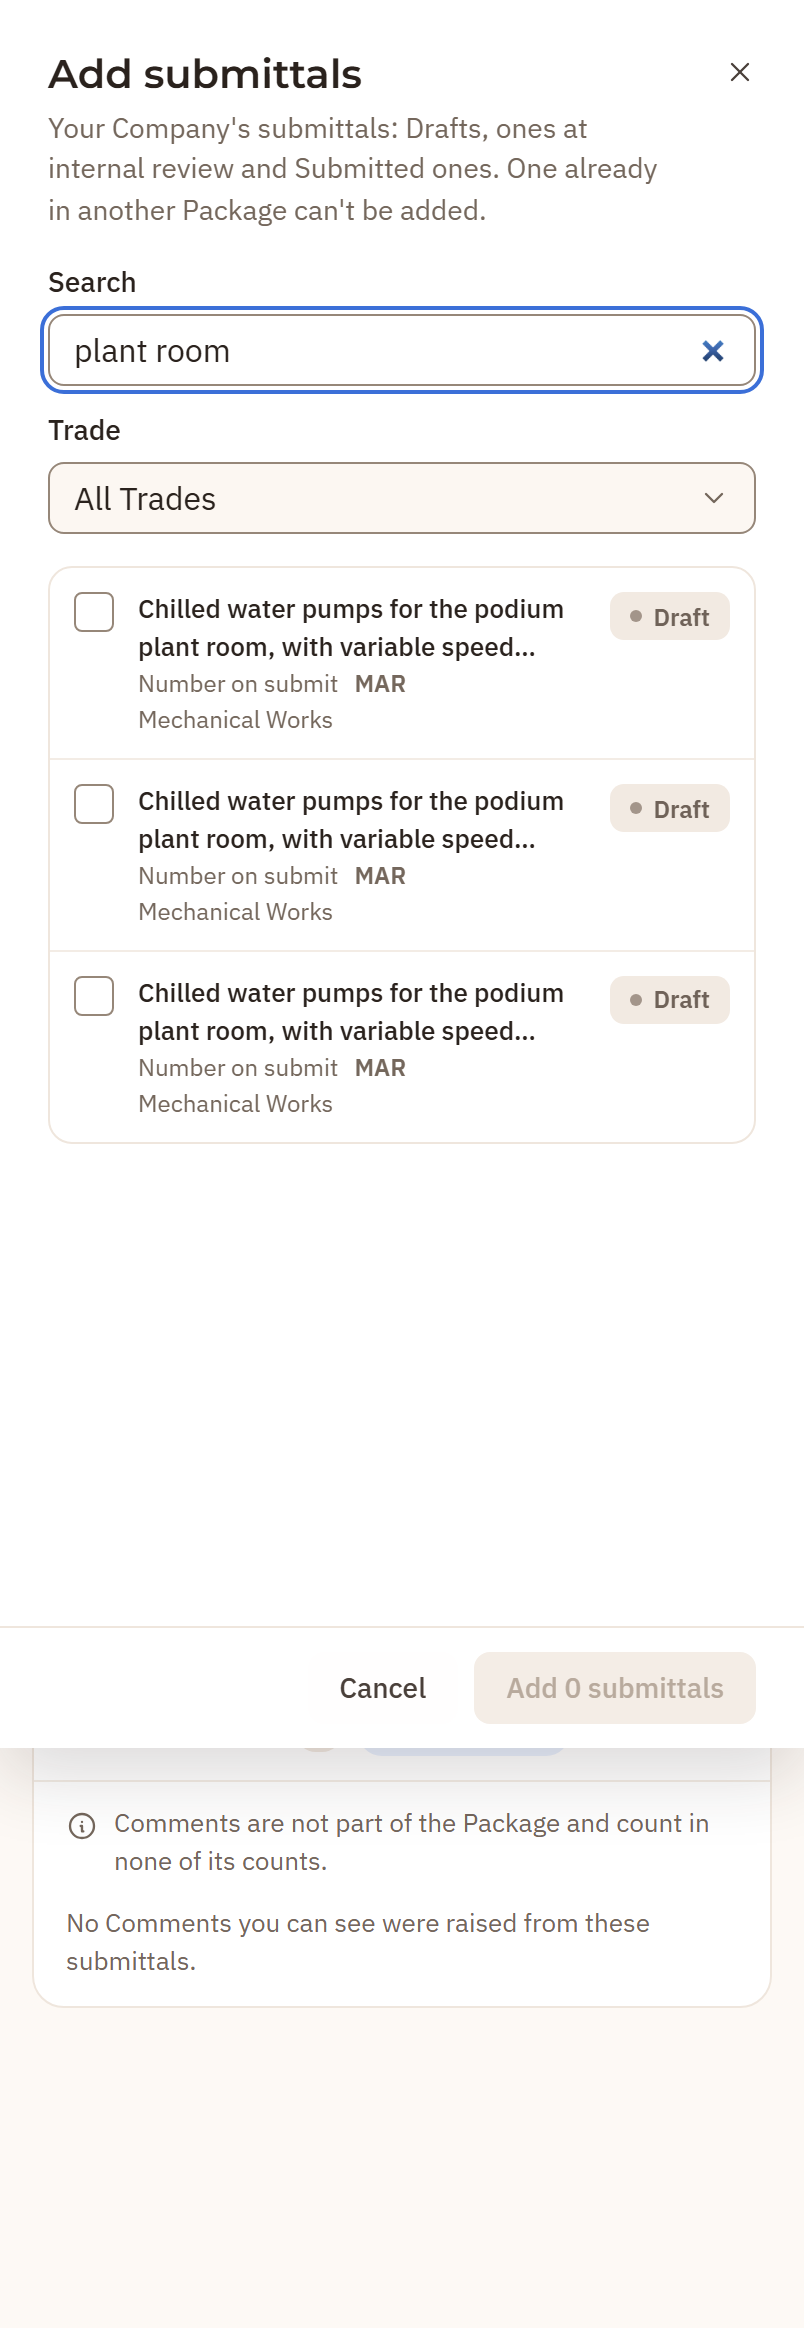 Add submittals
Your Company's submittals: Drafts, ones at
internal review and Submitted ones. One already
in another Package can't be added.
Search
plant room
Trade
All Trades
Chilled water pumps for the podium
plant room, with variable speed...
Draft
Number on submit MAR
Mechanical Works
Chilled water pumps for the podium
plant room, with variable speed...
Draft
Number on submit MAR
Mechanical Works
Chilled water pumps for the podium
plant room, with variable speed...
Draft
Number on submit MAR
Mechanical Works
Cancel
Add 0 submittals
Comments are not part of the Package and count in
none of its counts.
No Comments you can see were raised from these
submittals.